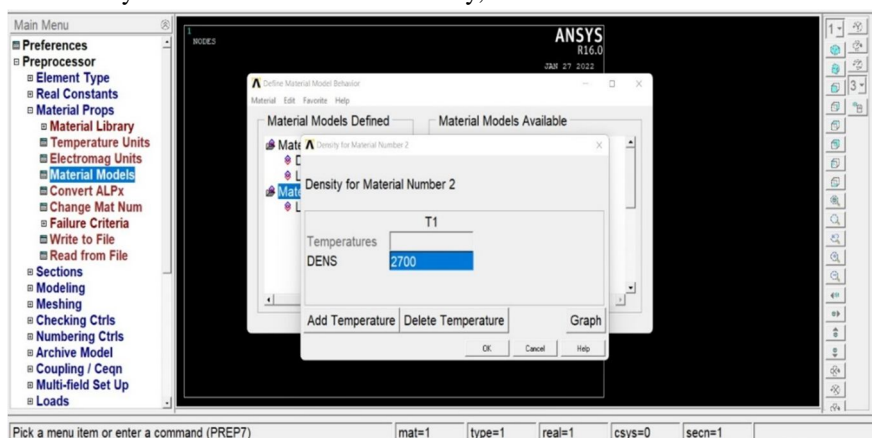 Main Menu
Preferences
Preprocessor
Element Type
Real Constants
Material Props
Material Library
Temperature Units
Electromag Units
Material Models
Convert ALPx
Change Mat Num
Failure Criteria
Write to File
Read from File
Sections
Modeling
Meshing
Checking Ctrls
Numbering Ctrls
Archive Model
Coupling / Ceqn
Multi-field Set Up
Loads
1
NODES
ANSYS
R16.0
JAN 27 2022
Define Material Model Behavior
Material Edit Favorite Help
Material Models Defined
Material Models Available
Density for Material Number 2
Density for Material Number 2
T1
Temperatures
DENS 2700
Add Temperature Delete Temperature Graph
OK Cancel Help
1
3
Pick a menu item or enter a command (PREP7) mat=1 type=1 real=1 csys=0 secn=1